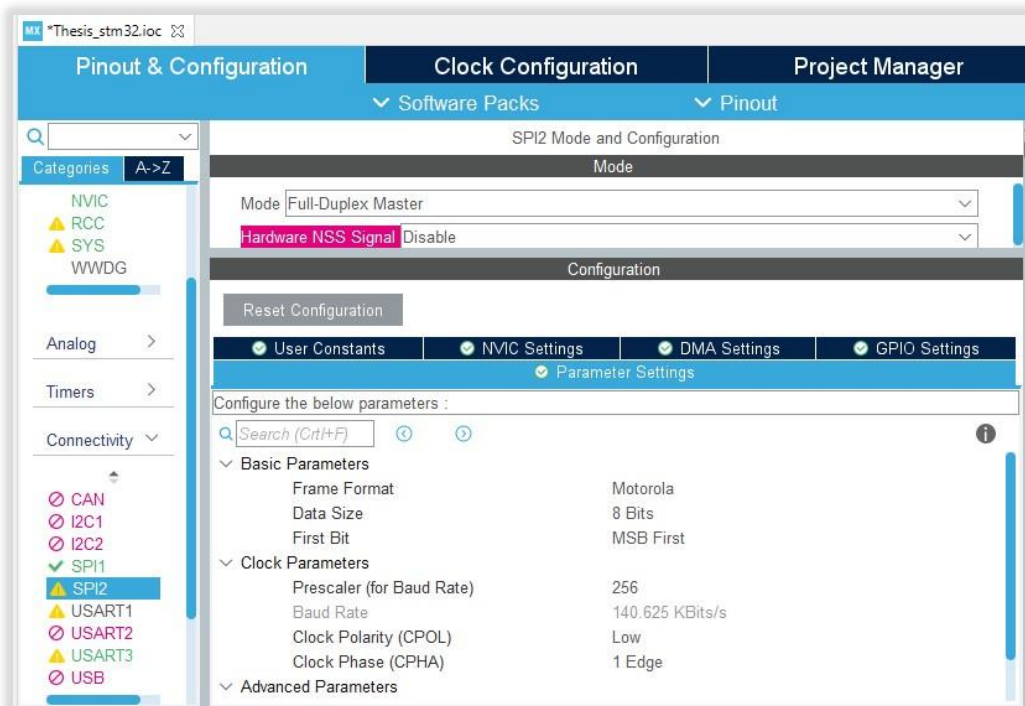 MX *Thesis_stm32.ioc
Pinout & Configuration
Clock Configuration
Project Manager
Software Packs
Pinout
Categories
A->Z
NVIC
RCC
SYS
WWDG
Analog
Timers
Connectivity
CAN
I2C1
I2C2
SPI1
SPI2
USART1
USART2
USART3
USB
SPI2 Mode and Configuration
Mode
Mode Full-Duplex Master
Hardware NSS Signal Disable
Configuration
Reset Configuration
User Constants
NVIC Settings
DMA Settings
GPIO Settings
Parameter Settings
Configure the below parameters :
Search (Crtl+F)
Basic Parameters
Frame Format Motorola
Data Size 8 Bits
First Bit MSB First
Clock Parameters
Prescaler (for Baud Rate) 256
Baud Rate 140.625 KBits/s
Clock Polarity (CPOL) Low
Clock Phase (CPHA) 1 Edge
Advanced Parameters